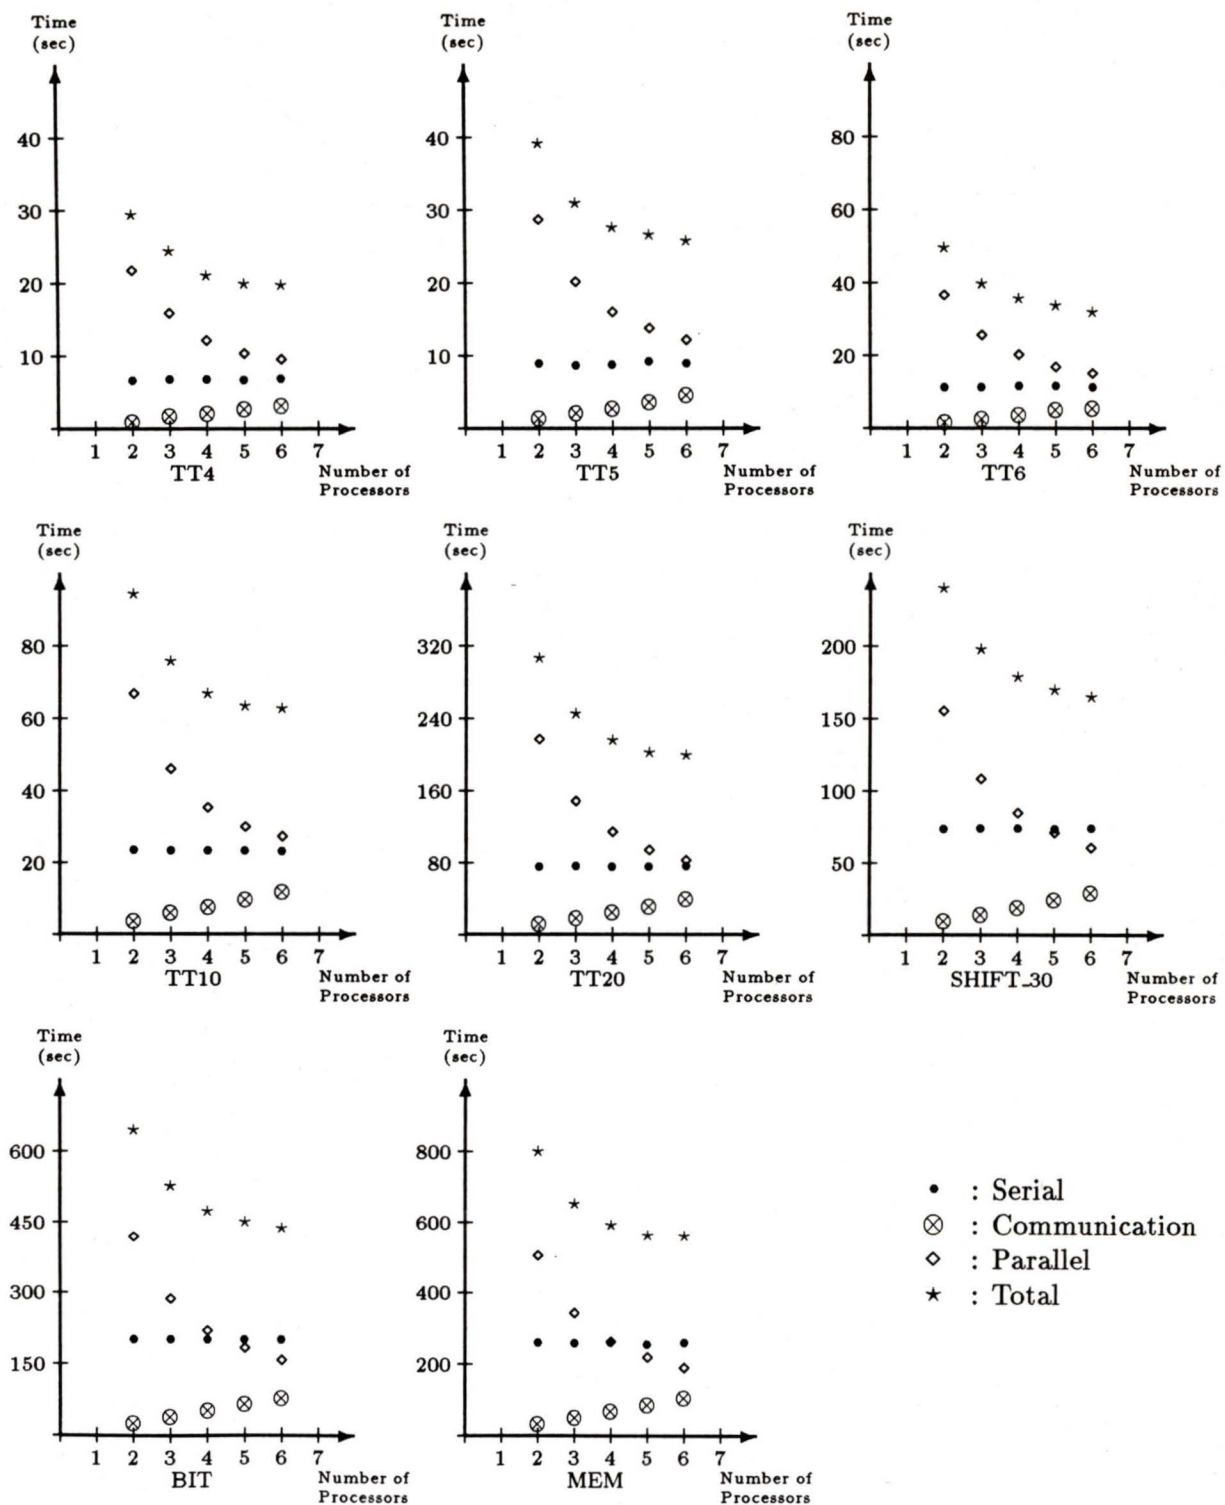 Time
(sec)
40
30
20
10
1 2 3 4 5 6 7
TT4
Number of
Processors
Time
(sec)
40
30
20
10
1 2 3 4 5 6 7
TT5
Number of
Processors
Time
(sec)
80
60
40
20
1 2 3 4 5 6 7
TT6
Number of
Processors
Time
(sec)
80
60
40
20
1 2 3 4 5 6 7
TT10
Number of
Processors
Time
(sec)
320
240
160
80
1 2 3 4 5 6 7
TT20
Number of
Processors
Time
(sec)
200
150
100
50
1 2 3 4 5 6 7
SHIFT_30
Number of
Processors
Time
(sec)
600
450
300
150
1 2 3 4 5 6 7
BIT
Number of
Processors
Time
(sec)
800
600
400
200
1 2 3 4 5 6 7
MEM
Number of
Processors
• : Serial
⊗ : Communication
⋄ : Parallel
⋆ : Total